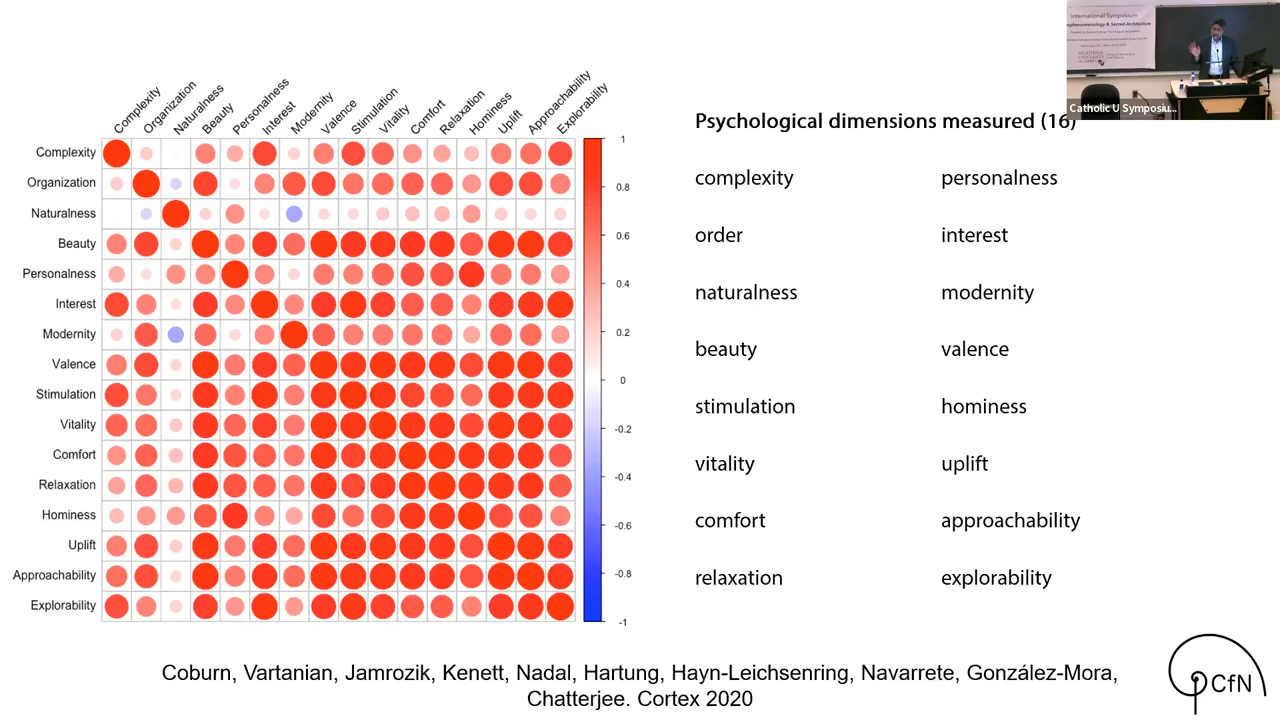 International Symposium
Catholic U Symposiu...
Complexity
Organization
Naturalness
Beauty
Personalness
Interest
Modernity
Valence
Stimulation
Vitality
Comfort
Relaxation
Hominess
Uplift
Approachability
Explorability
Complexity
Organization
Naturalness
Beauty
Personalness
Interest
Modernity
Valence
Stimulation
Vitality
Comfort
Relaxation
Hominess
Uplift
Approachability
Explorability
1
0.8
0.6
0.4
0.2
0
-0.2
-0.4
-0.6
-0.8
-1
Psychological dimensions measured (16)
complexity personalness
order interest
naturalness modernity
beauty valence
stimulation hominess
vitality uplift
comfort approachability
relaxation explorability
Coburn, Vartanian, Jamrozik, Kenett, Nadal, Hartung, Hayn-Leichsenring, Navarrete, González-Mora,
Chatterjee. Cortex 2020
CfN